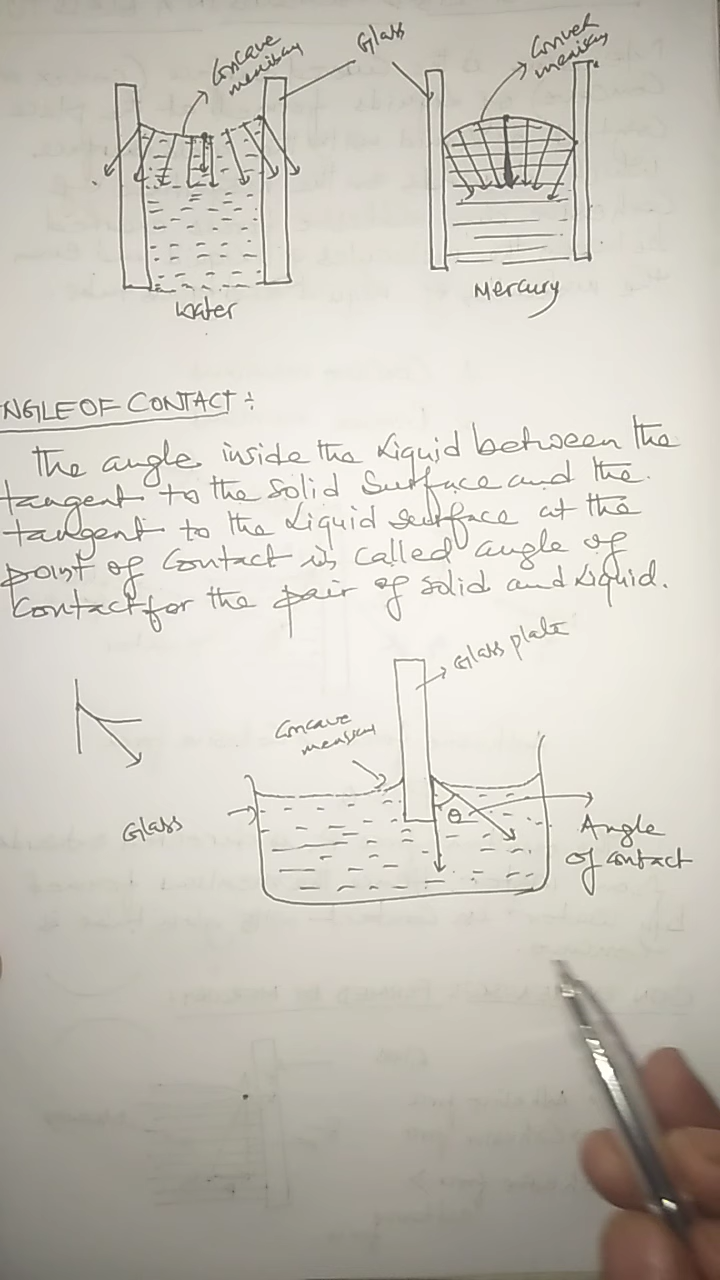 Concave
meniscus
Glass
Convex
meniscus
Water
Mercury
NGLE OF CONTACT :
The angle inside the Liquid between the
tangent to the solid surface and the
tangent to the Liquid surface at the
point of Contact is called angle of
Contact for the pair of solid and Liquid.
Glass plate
Concave
meniscus
Glass
θ
Angle
of contact